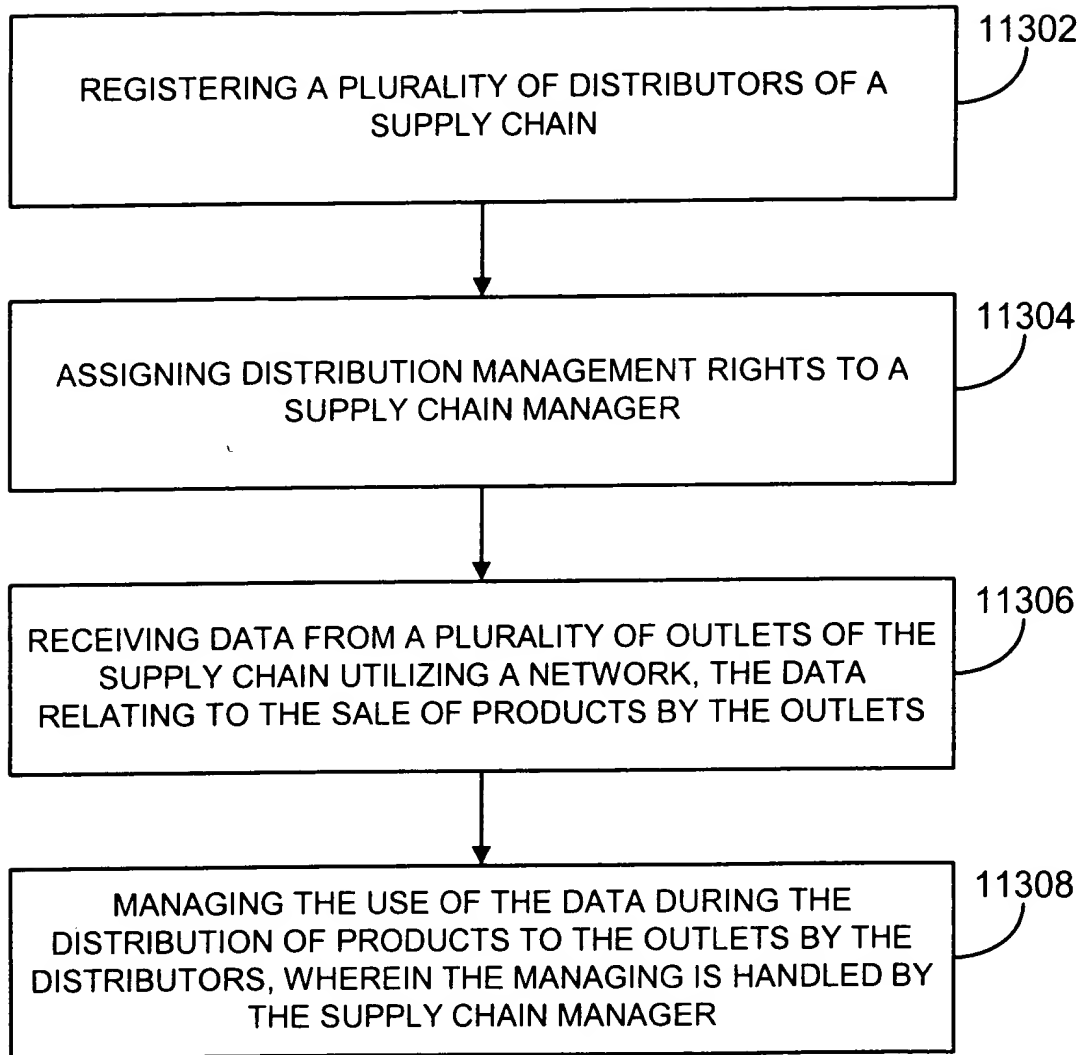 11302
REGISTERING A PLURALITY OF DISTRIBUTORS OF A
SUPPLY CHAIN
11304
ASSIGNING DISTRIBUTION MANAGEMENT RIGHTS TO A
SUPPLY CHAIN MANAGER
11306
RECEIVING DATA FROM A PLURALITY OF OUTLETS OF THE
SUPPLY CHAIN UTILIZING A NETWORK, THE DATA
RELATING TO THE SALE OF PRODUCTS BY THE OUTLETS
11308
MANAGING THE USE OF THE DATA DURING THE
DISTRIBUTION OF PRODUCTS TO THE OUTLETS BY THE
DISTRIBUTORS, WHEREIN THE MANAGING IS HANDLED BY
THE SUPPLY CHAIN MANAGER